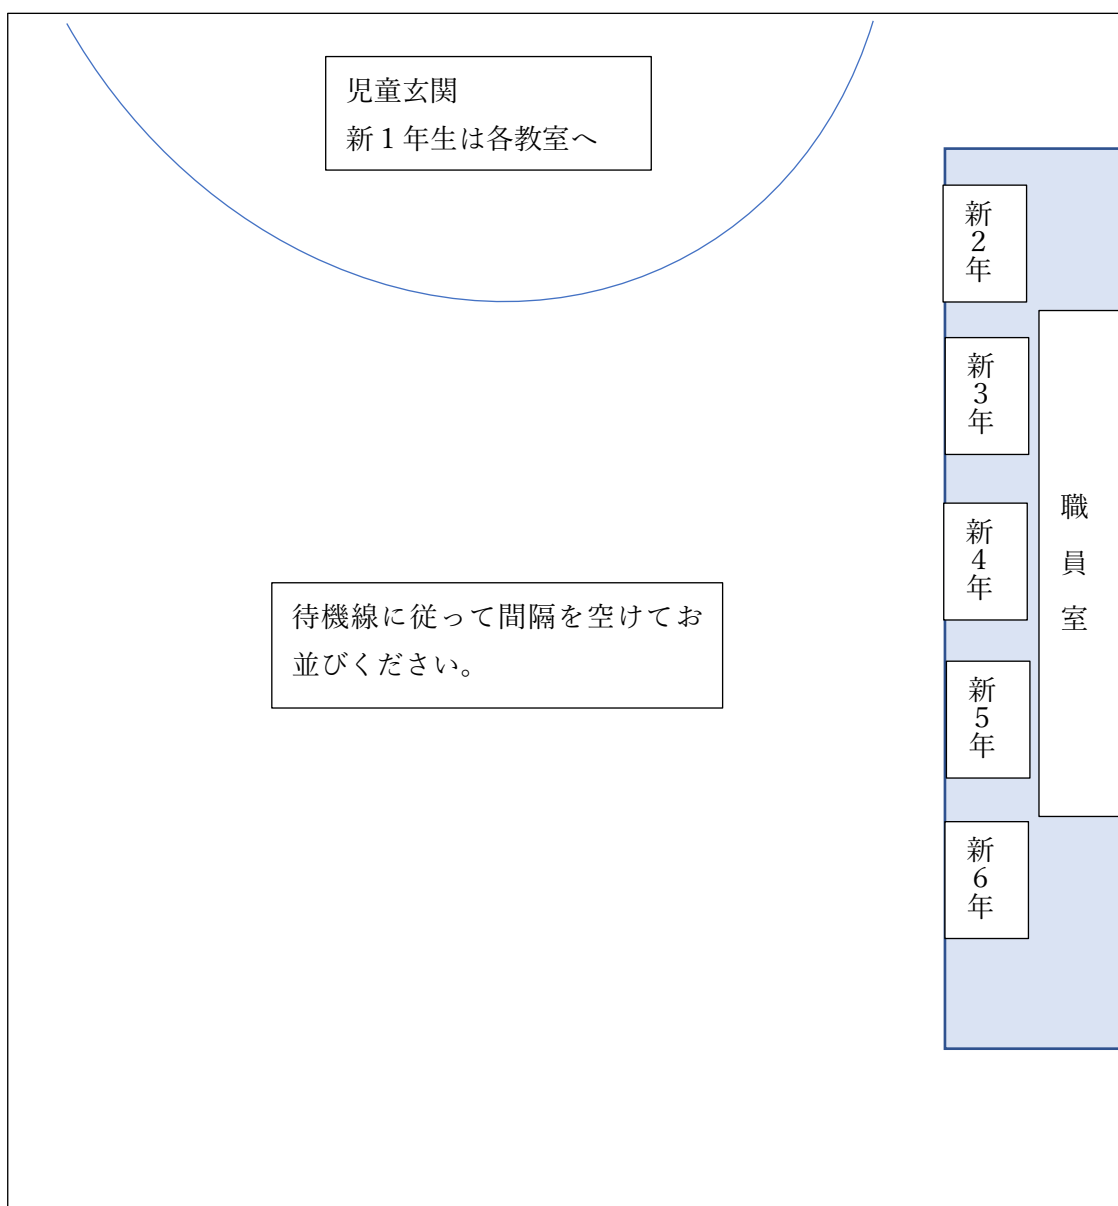 児童玄関
新１年生は各教室へ
新２年
新３年
新４年
職員室
待機線に従って間隔を空けてお
並びください。
新５年
新６年